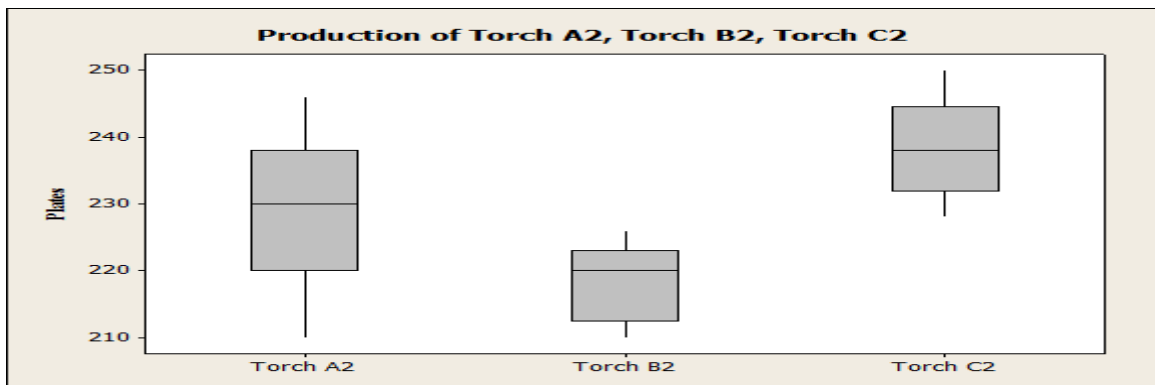 Production of Torch A2, Torch B2, Torch C2
250
240
230
220
210
Plates
Torch A2 Torch B2 Torch C2